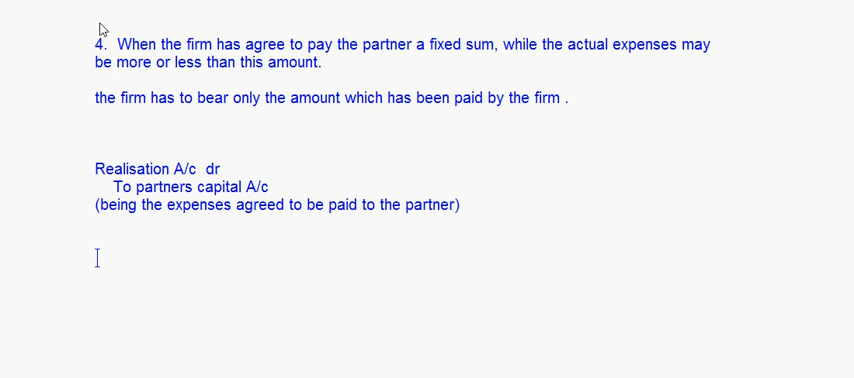 4. When the firm has agree to pay the partner a fixed sum, while the actual expenses may
be more or less than this amount.
the firm has to bear only the amount which has been paid by the firm .
Realisation A/c dr
To partners capital A/c
(being the expenses agreed to be paid to the partner)